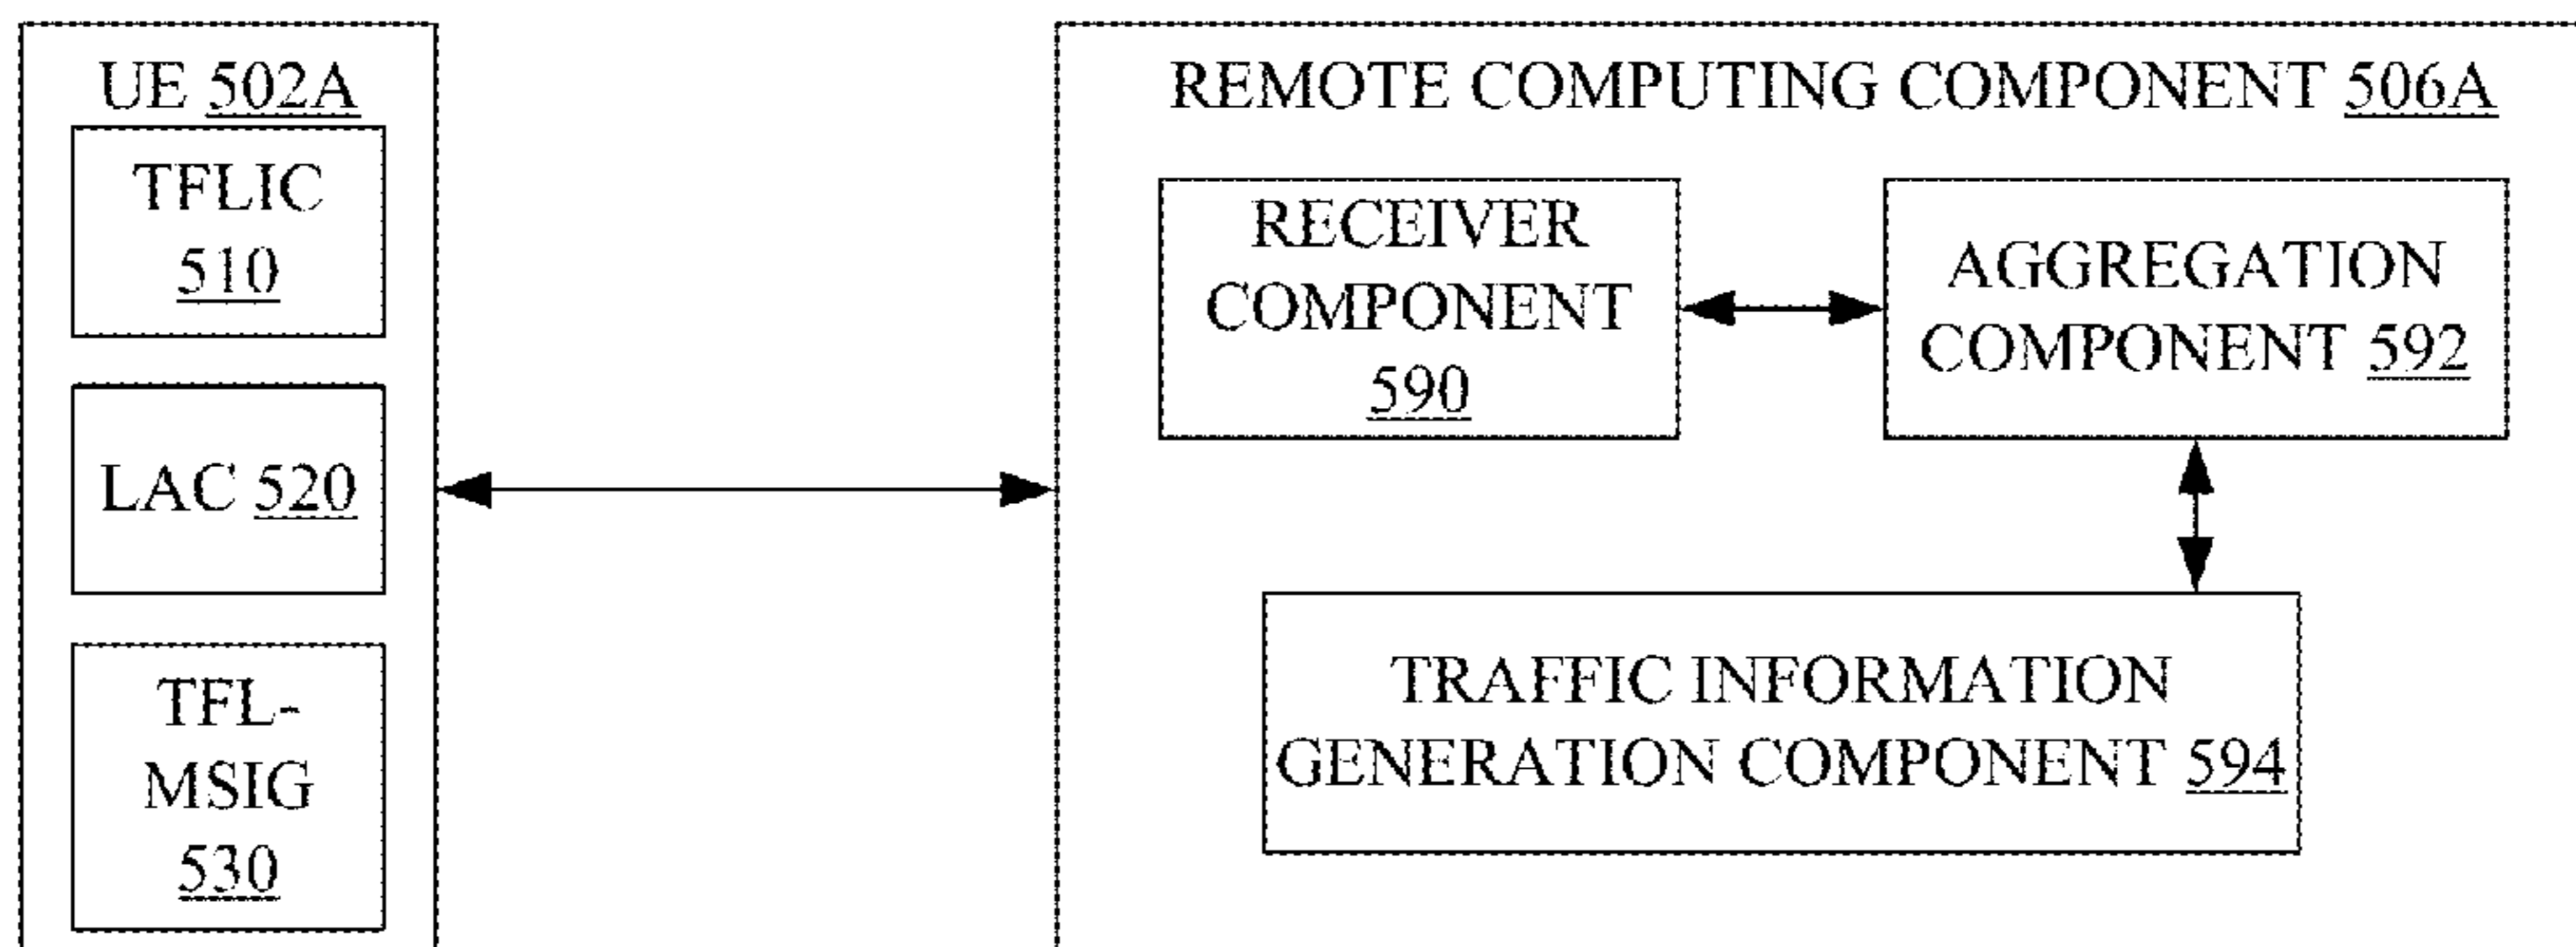 UE 502A
TFLIC
510
LAC 520
TFL-
MSIG
530
REMOTE COMPUTING COMPONENT 506A
RECEIVER
COMPONENT
590
AGGREGATION
COMPONENT 592
TRAFFIC INFORMATION
GENERATION COMPONENT 594